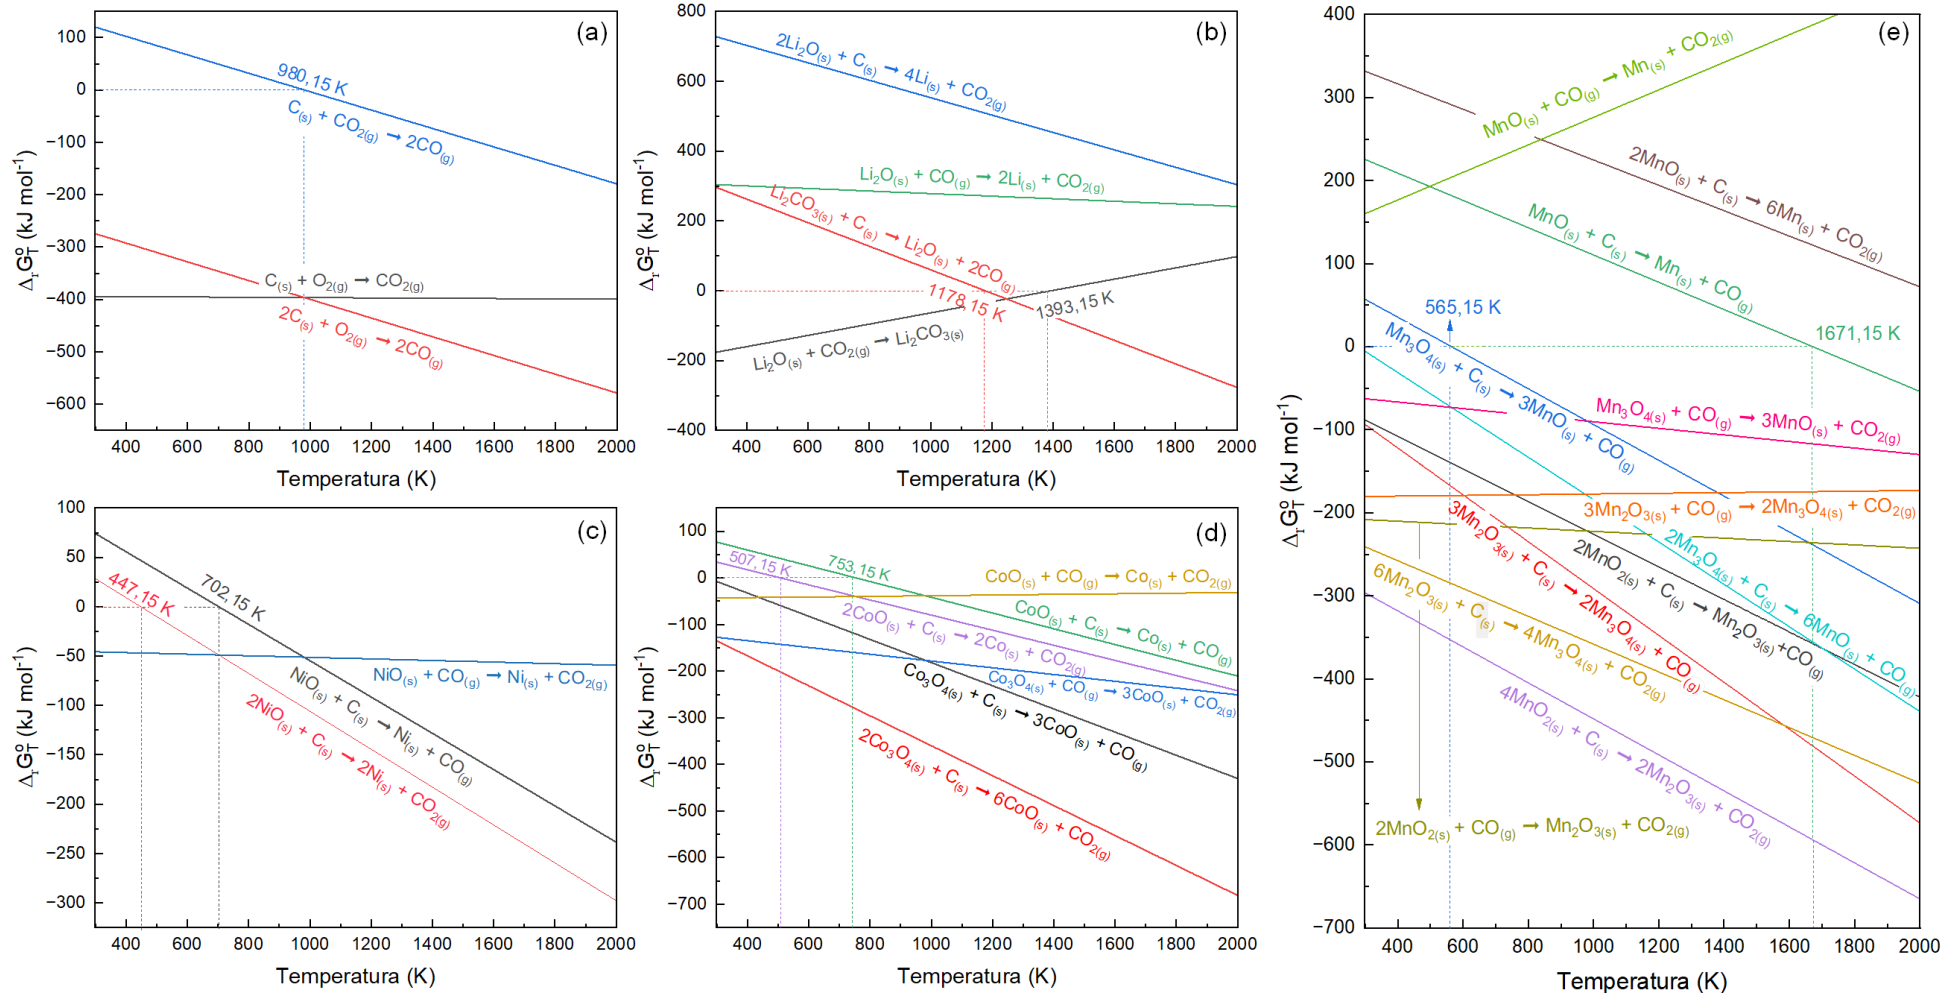 (a)
100
0
−100
−200
−300
−400
−500
−600
400 600 800 1000 1200 1400 1600 1800 2000
Temperatura (K)
ΔᵣG°T (kJ mol⁻¹)
980,15 K
C(s) + CO2(g) → 2CO(g)
C(s) + O2(g) → CO2(g)
2C(s) + O2(g) → 2CO(g)
(b)
800
600
400
200
0
−200
−400
400 600 800 1000 1200 1400 1600 1800 2000
Temperatura (K)
ΔᵣG°T (kJ mol⁻¹)
2Li2O(s) + C(s) → 4Li(s) + CO2(g)
Li2O(s) + CO(g) → 2Li(s) + CO2(g)
Li2CO3(s) + C(s) → Li2O(s) + 2CO(g)
1178,15 K
1393,15 K
Li2O(s) + CO2(g) → Li2CO3(s)
(c)
100
50
0
−50
−100
−150
−200
−250
−300
400 600 800 1000 1200 1400 1600 1800 2000
Temperatura (K)
ΔᵣG°T (kJ mol⁻¹)
447,15 K
702,15 K
NiO(s) + CO(g) → Ni(s) + CO2(g)
NiO(s) + C(s) → Ni(s) + CO(g)
2NiO(s) + C(s) → 2Ni(s) + CO2(g)
(d)
100
0
−100
−200
−300
−400
−500
−600
−700
400 600 800 1000 1200 1400 1600 1800 2000
Temperatura (K)
ΔᵣG°T (kJ mol⁻¹)
507,15 K
753,15 K
CoO(s) + CO(g) → Co(s) + CO2(g)
CoO(s) + C(s) → Co(s) + CO(g)
2CoO(s) + C(s) → 2Co(s) + CO2(g)
Co3O4(s) + CO(g) → 3CoO(s) + CO2(g)
Co3O4(s) + C(s) → 3CoO(s) + CO(g)
2Co3O4(s) + C(s) → 6CoO(s) + CO2(g)
(e)
400
300
200
100
0
−100
−200
−300
−400
−500
−600
−700
400 600 800 1000 1200 1400 1600 1800 2000
Temperatura (K)
ΔᵣG°T (kJ mol⁻¹)
MnO(s) + CO(g) → Mn(s) + CO2(g)
2MnO(s) + C(s) → 6Mn(s) + CO2(g)
MnO(s) + C(s) → Mn(s) + CO(g)
565,15 K
1671,15 K
Mn3O4(s) + C(s) → 3MnO(s) + CO(g)
Mn3O4(s) + CO(g) → 3MnO(s) + CO2(g)
3Mn2O3(s) + CO(g) → 2Mn3O4(s) + CO2(g)
3Mn2O3(s) + C(s) → 2Mn3O4(s) + CO(g)
2MnO2(s) + C(s) → Mn2O3(s) +CO(g)
2Mn3O4(s) + C(s) → 6MnO(s) + CO(g)
6Mn2O3(s) + C(s) → 4Mn3O4(s) + CO2(g)
4MnO2(s) + C(s) → 2Mn2O3(s) + CO2(g)
2MnO2(s) + CO(g) → Mn2O3(s) + CO2(g)